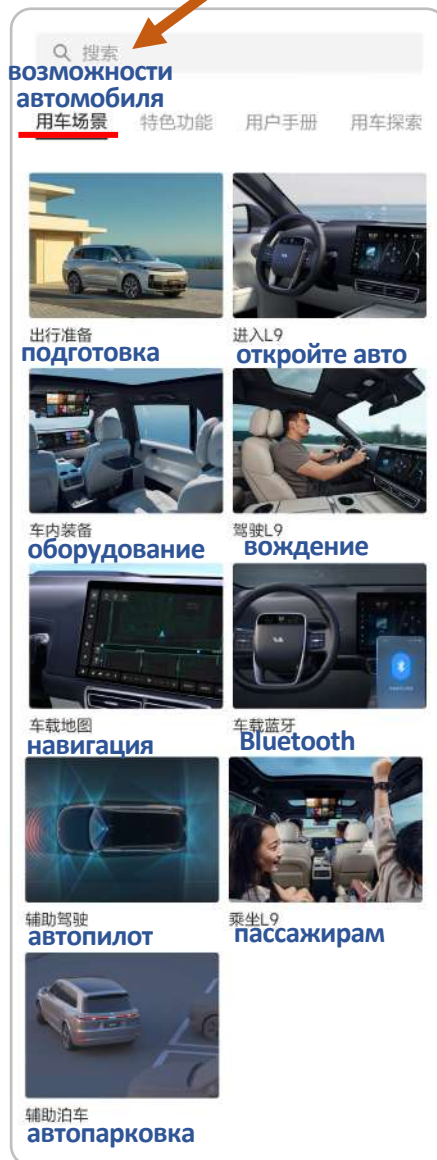 搜索
возможности
автомобиля
用车场景 特色功能 用户手册 用车探索
出行准备 进入L9
подготовка откройте авто
车内装备 驾驶L9
оборудование вождение
车载地图 车载蓝牙
навигация Bluetooth
辅助驾驶 乘坐L9
автопилот пассажирам
辅助泊车
автопарковка